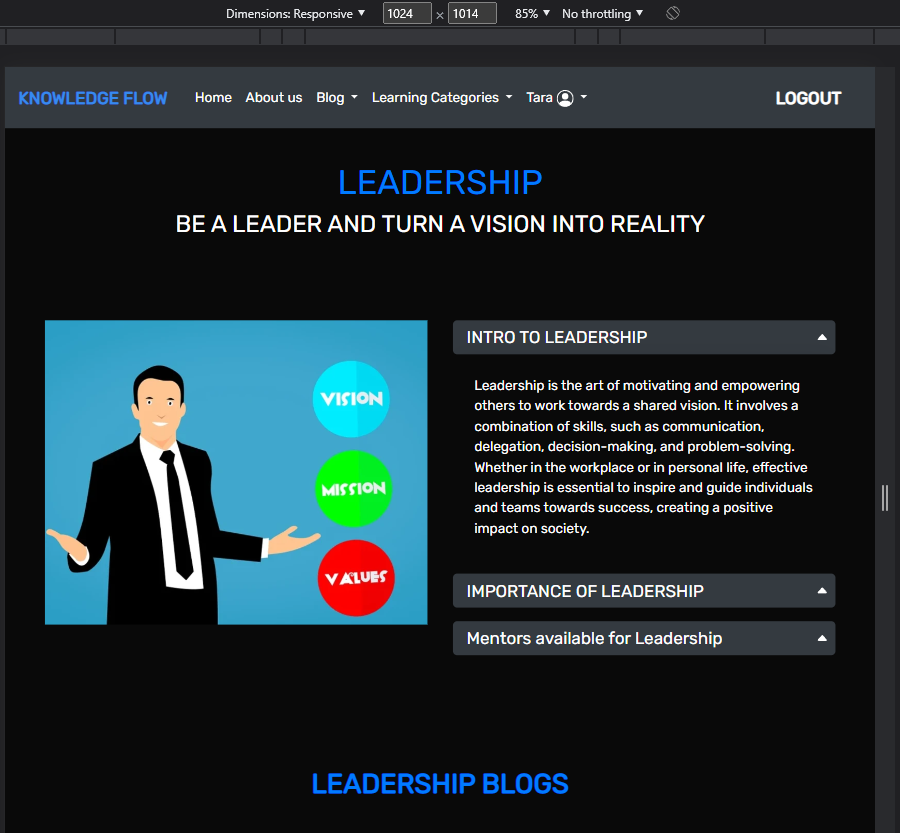 Dimensions: Responsive ▼ 1024 × 1014 85% ▼ No throttling ▼
KNOWLEDGE FLOW Home About us Blog Learning Categories Tara LOGOUT
LEADERSHIP
BE A LEADER AND TURN A VISION INTO REALITY
VISION
MISSION
VALUES
INTRO TO LEADERSHIP
Leadership is the art of motivating and empowering
others to work towards a shared vision. It involves a
combination of skills, such as communication,
delegation, decision-making, and problem-solving.
Whether in the workplace or in personal life, effective
leadership is essential to inspire and guide individuals
and teams towards success, creating a positive
impact on society.
IMPORTANCE OF LEADERSHIP
Mentors available for Leadership
LEADERSHIP BLOGS